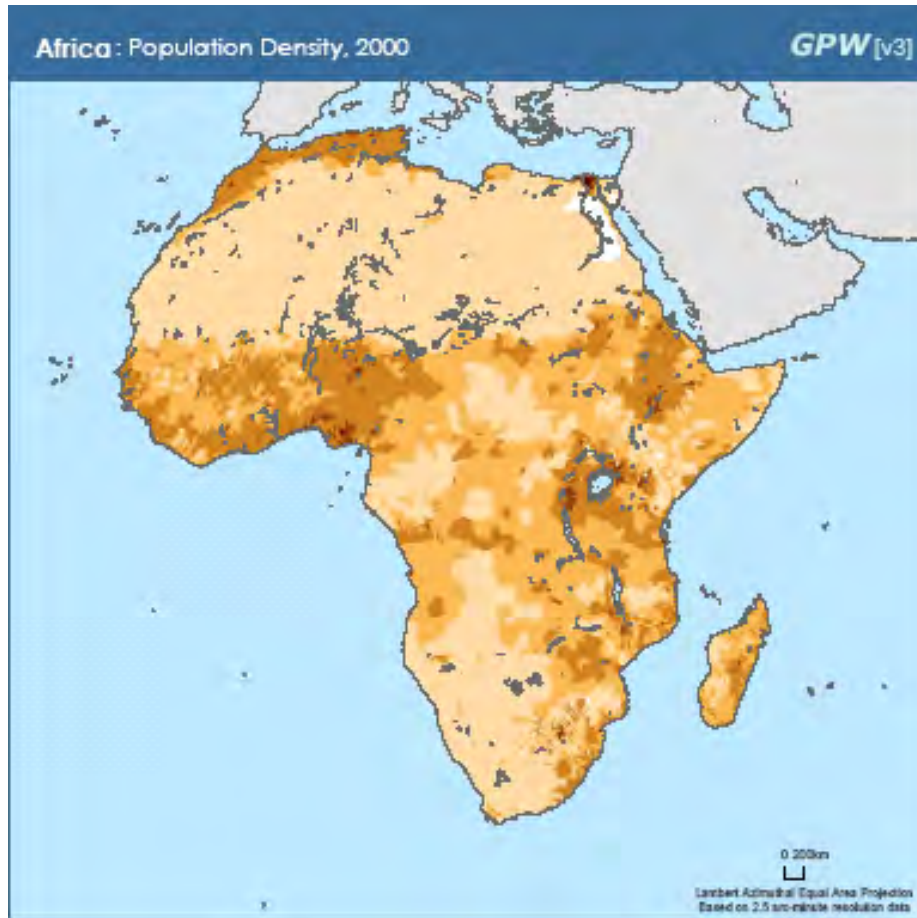 Africa : Population Density, 2000
GPW [v3]
0 200km
Lambert Azimuthal Equal Area Projection
Based on 2.5 arc-minute resolution data